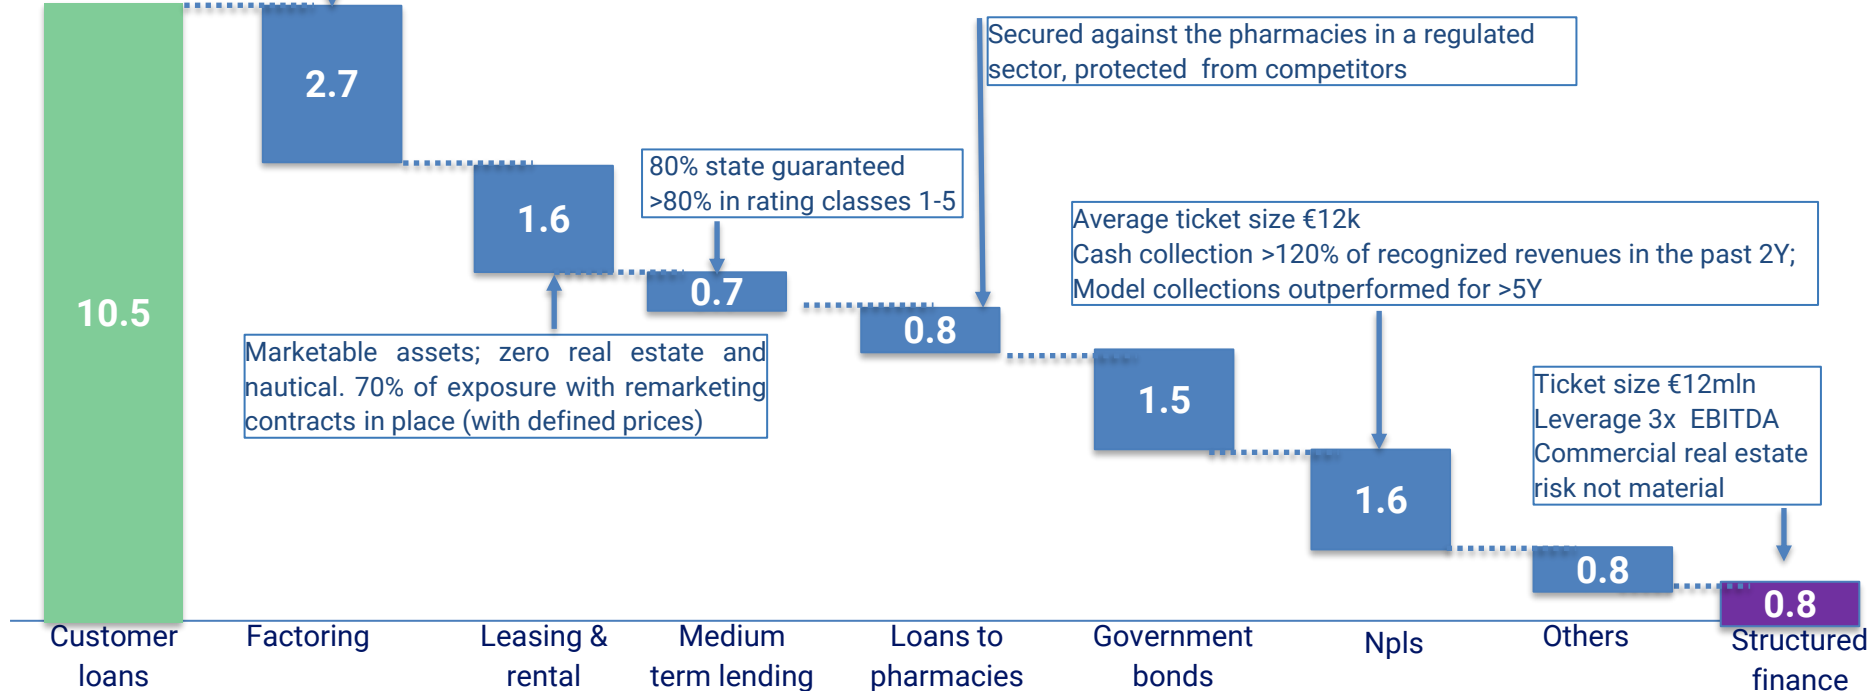 Secured against the pharmacies in a regulated
sector, protected from competitors
2.7
80% state guaranteed
>80% in rating classes 1-5
1.6
Average ticket size €12k
Cash collection >120% of recognized revenues in the past 2Y;
Model collections outperformed for >5Y
0.7
10.5
0.8
Marketable assets; zero real estate and
nautical. 70% of exposure with remarketing
contracts in place (with defined prices)
1.5
Ticket size €12mln
Leverage 3x EBITDA
Commercial real estate
risk not material
1.6
0.8
0.8
Customer
loans
Factoring
Leasing &
rental
Medium
term lending
Loans to
pharmacies
Government
bonds
Npls
Others
Structured
finance